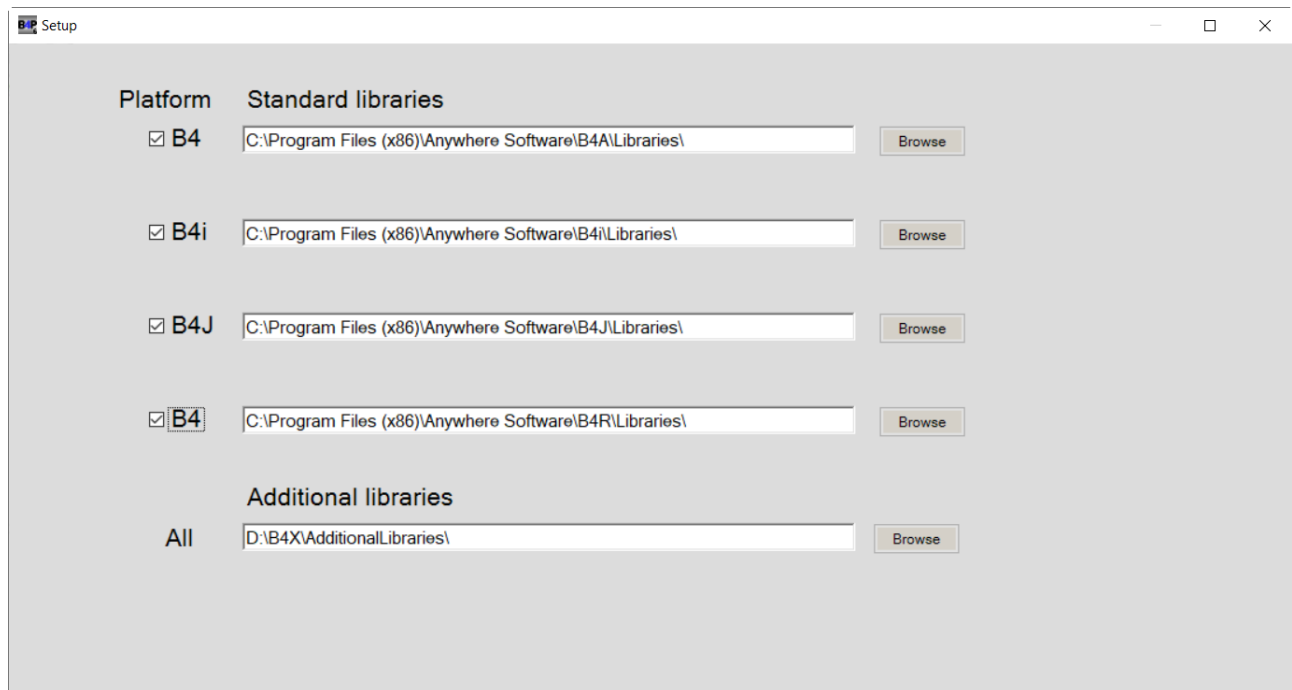 B4P Setup
Platform Standard libraries
B4 C:\Program Files (x86)\Anywhere Software\B4A\Libraries\ Browse
B4i C:\Program Files (x86)\Anywhere Software\B4i\Libraries\ Browse
B4J C:\Program Files (x86)\Anywhere Software\B4J\Libraries\ Browse
B4 C:\Program Files (x86)\Anywhere Software\B4R\Libraries\ Browse
Additional libraries
All D:\B4X\AdditionalLibraries\ Browse